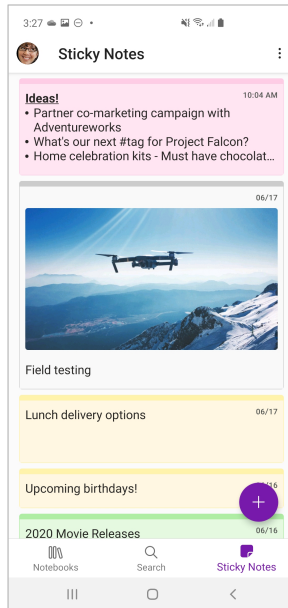 3:27
Sticky Notes
Ideas!
10:04 AM
• Partner co-marketing campaign with
Adventureworks
• What's our next #tag for Project Falcon?
• Home celebration kits - Must have chocolat...
06/17
Field testing
Lunch delivery options
06/17
Upcoming birthdays!
2020 Movie Releases
06/16
Notebooks
Search
Sticky Notes